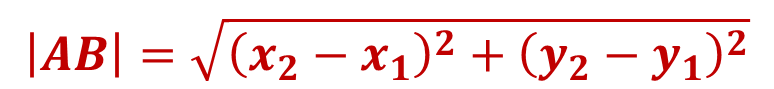 |AB| = √(x₂ − x₁)² + (y₂ − y₁)²